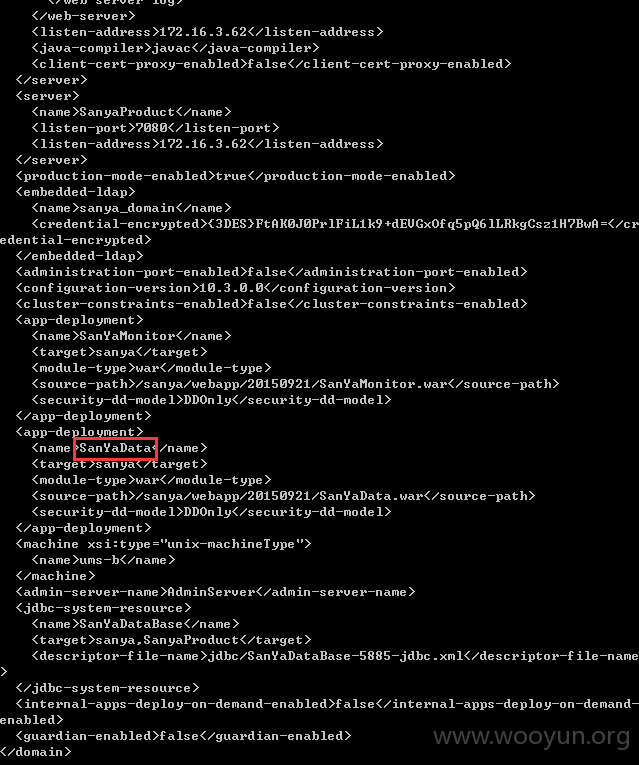 </web-server-log>
</web-server>
<listen-address>172.16.3.62</listen-address>
<java-compiler>javac</java-compiler>
<client-cert-proxy-enabled>false</client-cert-proxy-enabled>
</server>
<server>
<name>SanyaProduct</name>
<listen-port>7080</listen-port>
<listen-address>172.16.3.62</listen-address>
</server>
<production-mode-enabled>true</production-mode-enabled>
<embedded-ldap>
<name>sanya_domain</name>
<credential-encrypted>{3DES}FtAK0J0PrlFiL1k9+dEVGxOfq5pQ6lLRkgCsz1H7BwA=</cr
edential-encrypted>
</embedded-ldap>
<administration-port-enabled>false</administration-port-enabled>
<configuration-version>10.3.0.0</configuration-version>
<cluster-constraints-enabled>false</cluster-constraints-enabled>
<app-deployment>
<name>SanYaMonitor</name>
<target>sanya</target>
<module-type>war</module-type>
<source-path>/sanya/webapp/20150921/SanYaMonitor.war</source-path>
<security-dd-model>DDOnly</security-dd-model>
</app-deployment>
<app-deployment>
<name>SanYaData</name>
<target>sanya</target>
<module-type>war</module-type>
<source-path>/sanya/webapp/20150921/SanYaData.war</source-path>
<security-dd-model>DDOnly</security-dd-model>
</app-deployment>
<machine xsi:type="unix-machineType">
<name>ums-b</name>
</machine>
<admin-server-name>AdminServer</admin-server-name>
<jdbc-system-resource>
<name>SanYaDataBase</name>
<target>sanya,SanyaProduct</target>
<descriptor-file-name>jdbc/SanYaDataBase-5885-jdbc.xml</descriptor-file-name
>
</jdbc-system-resource>
<internal-apps-deploy-on-demand-enabled>false</internal-apps-deploy-on-demand-
enabled>
<guardian-enabled>false</guardian-enabled>
</domain>
www.wooyun.org